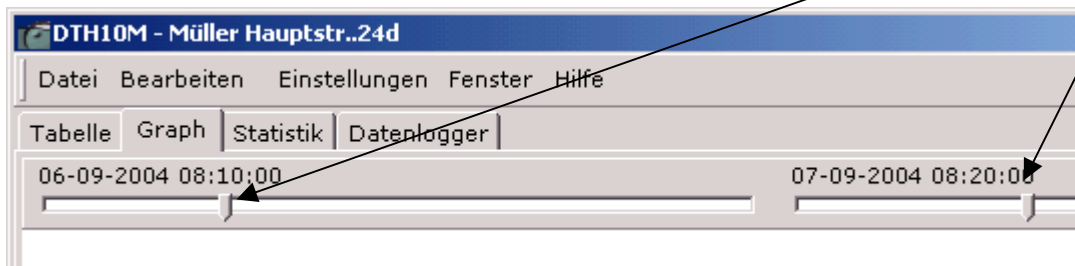 DTH10M - Müller Hauptstr..24d
Datei Bearbeiten Einstellungen Fenster Hilfe
Tabelle Graph Statistik Datenlogger
06-09-2004 08:10:00 07-09-2004 08:20:00